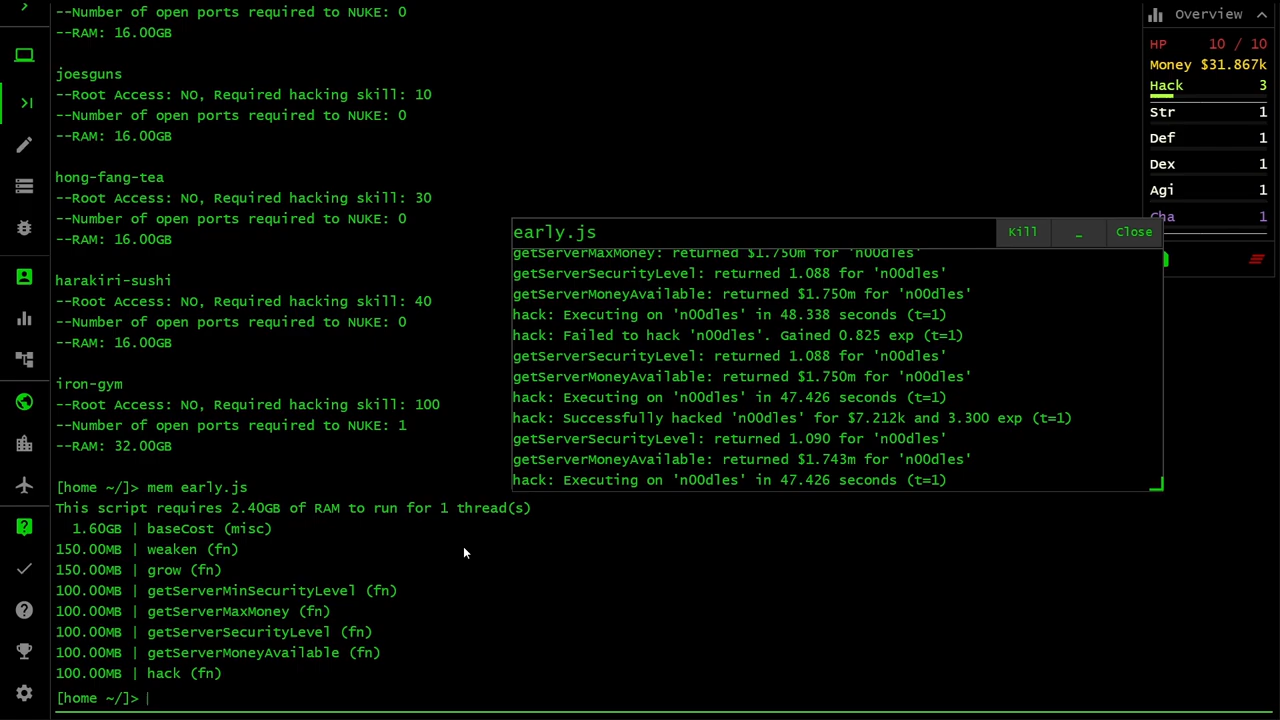 --Number of open ports required to NUKE: 0
--RAM: 16.00GB
joesguns
--Root Access: NO, Required hacking skill: 10
--Number of open ports required to NUKE: 0
--RAM: 16.00GB
hong-fang-tea
--Root Access: NO, Required hacking skill: 30
--Number of open ports required to NUKE: 0
--RAM: 16.00GB
harakiri-sushi
--Root Access: NO, Required hacking skill: 40
--Number of open ports required to NUKE: 0
--RAM: 16.00GB
iron-gym
--Root Access: NO, Required hacking skill: 100
--Number of open ports required to NUKE: 1
--RAM: 32.00GB
[home ~/]> mem early.js
This script requires 2.40GB of RAM to run for 1 thread(s)
1.60GB | baseCost (misc)
150.00MB | weaken (fn)
150.00MB | grow (fn)
100.00MB | getServerMinSecurityLevel (fn)
100.00MB | getServerMaxMoney (fn)
100.00MB | getServerSecurityLevel (fn)
100.00MB | getServerMoneyAvailable (fn)
100.00MB | hack (fn)
[home ~/]>
early.js Kill _ Close
getServerMaxMoney: returned $1.750m for 'n00dles'
getServerSecurityLevel: returned 1.088 for 'n00dles'
getServerMoneyAvailable: returned $1.750m for 'n00dles'
hack: Executing on 'n00dles' in 48.338 seconds (t=1)
hack: Failed to hack 'n00dles'. Gained 0.825 exp (t=1)
getServerSecurityLevel: returned 1.088 for 'n00dles'
getServerMoneyAvailable: returned $1.750m for 'n00dles'
hack: Executing on 'n00dles' in 47.426 seconds (t=1)
hack: Successfully hacked 'n00dles' for $7.212k and 3.300 exp (t=1)
getServerSecurityLevel: returned 1.090 for 'n00dles'
getServerMoneyAvailable: returned $1.743m for 'n00dles'
hack: Executing on 'n00dles' in 47.426 seconds (t=1)
Overview
HP 10 / 10
Money $31.867k
Hack 3
Str 1
Def 1
Dex 1
Agi 1
Cha 1